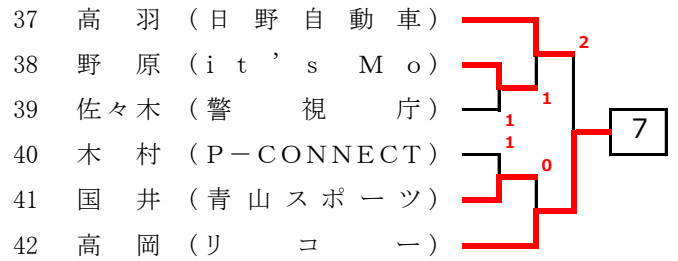 37 高羽(日野自動車)
2
38 野原(it’s Mo)
1
39 佐々木(警視庁)
1
7
1
40 木村(P-CONNECT)
0
41 国井(青山スポーツ)
42 高岡(リコー)